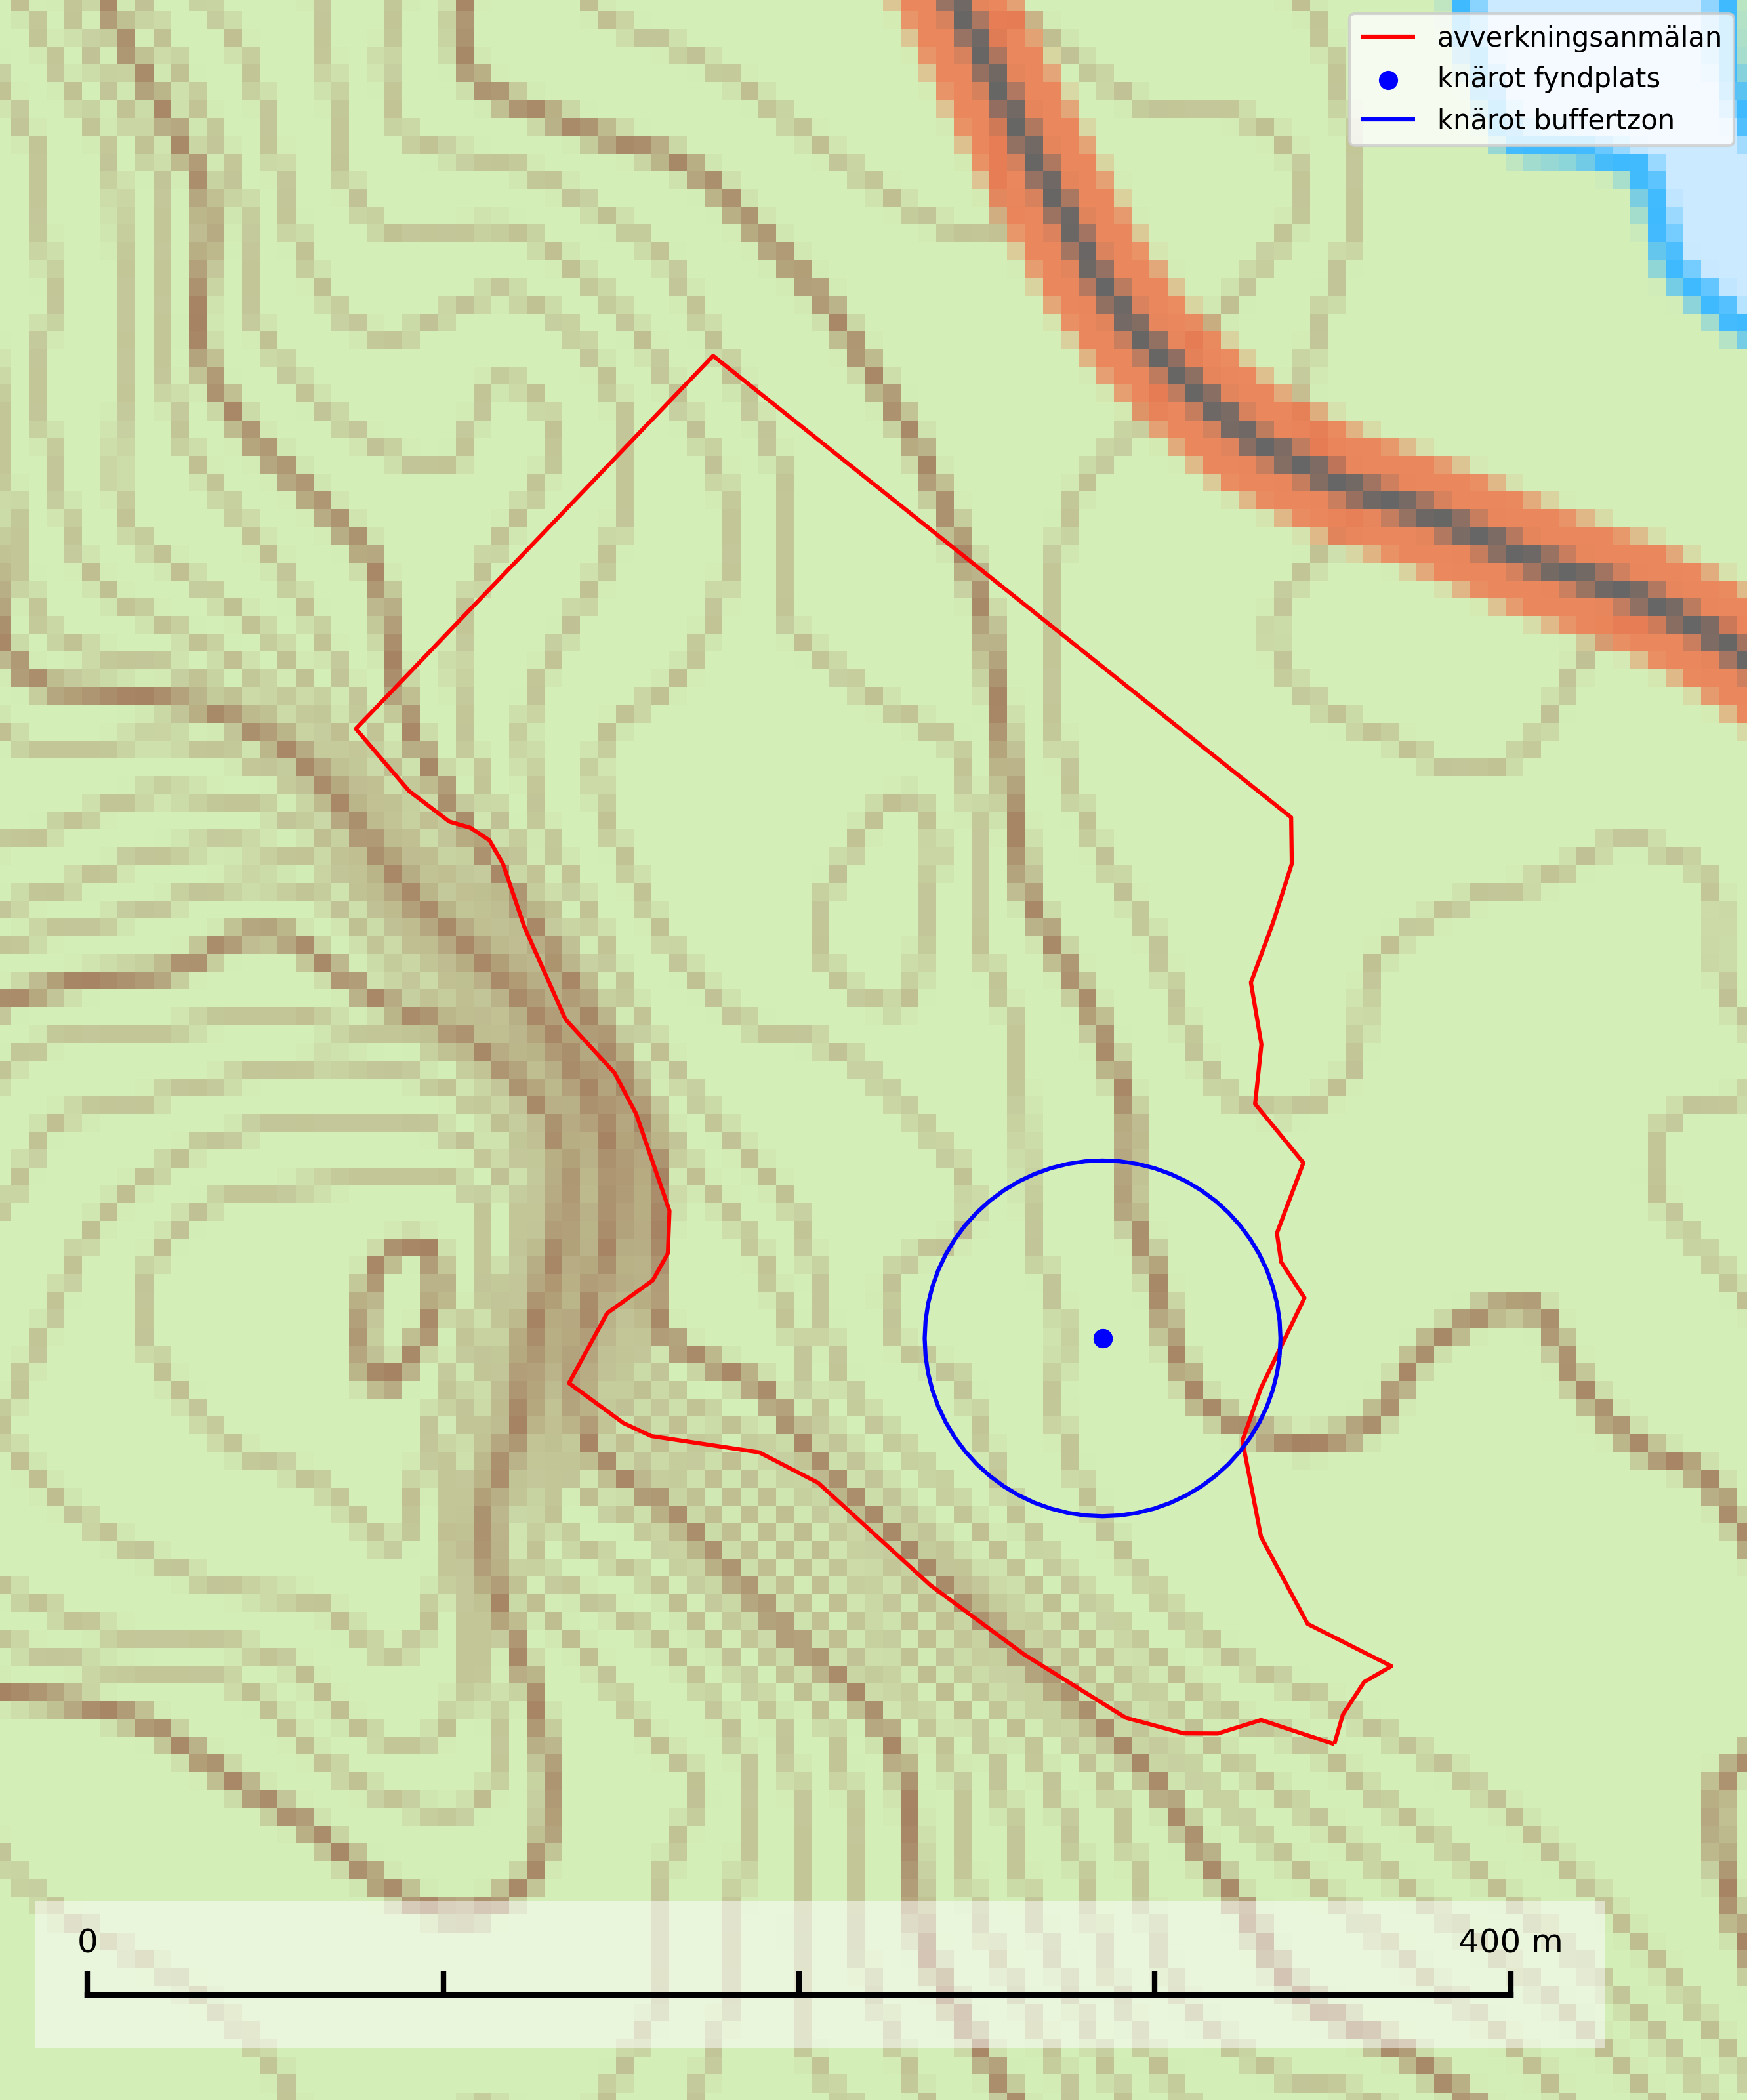 avverkningsanmälan
knärot fyndplats
knärot buffertzon
0
400 m